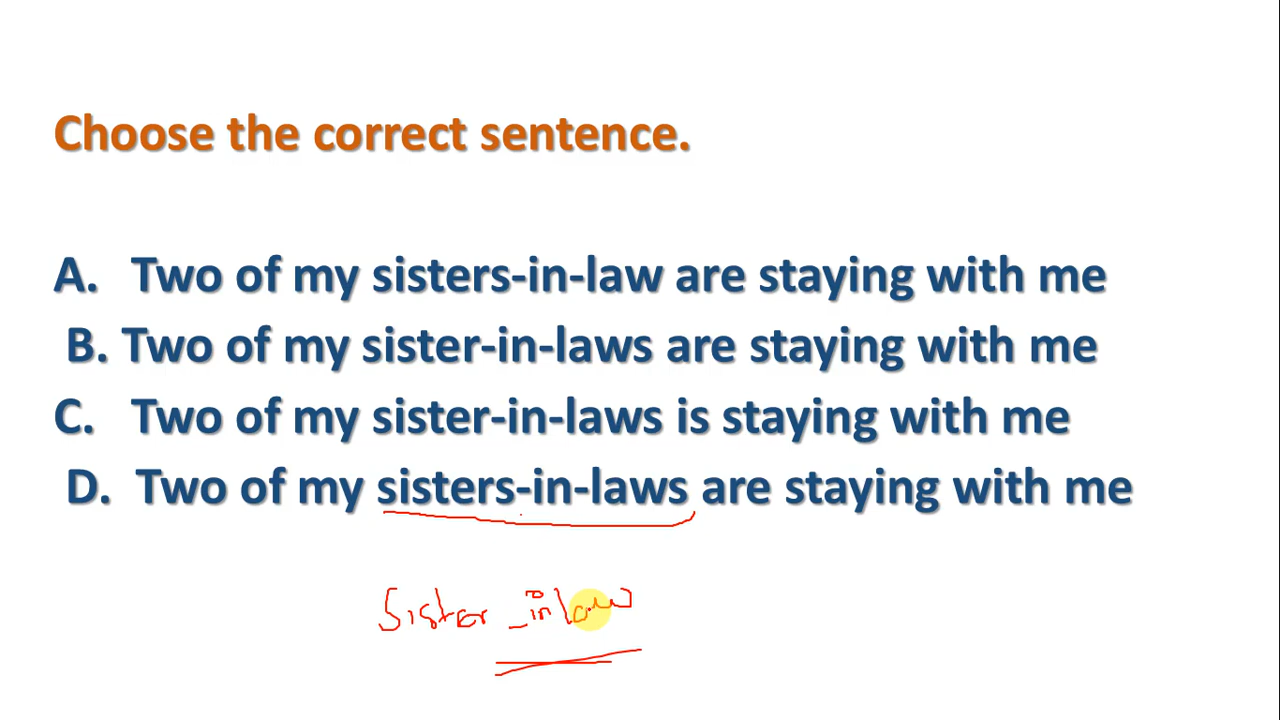 Choose the correct sentence.
A. Two of my sisters-in-law are staying with me
B. Two of my sister-in-laws are staying with me
C. Two of my sister-in-laws is staying with me
D. Two of my sisters-in-laws are staying with me
Sister_in law